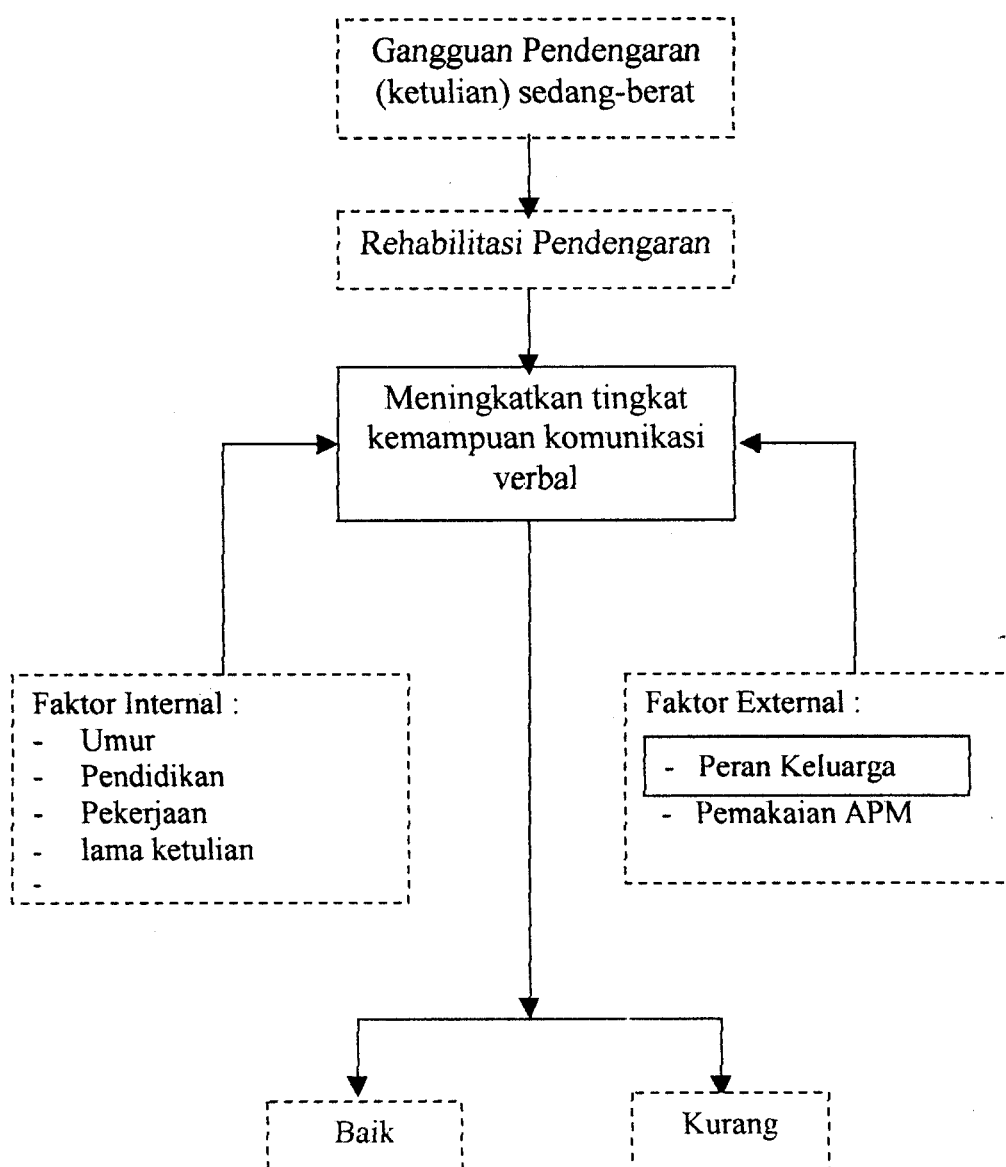 Gangguan Pendengaran
(ketulian) sedang-berat
Rehabilitasi Pendengaran
Meningkatkan tingkat
kemampuan komunikasi
verbal
Faktor Internal :
- Umur
- Pendidikan
- Pekerjaan
- lama ketulian
-
Faktor External :
- Peran Keluarga
- Pemakaian APM
Baik
Kurang